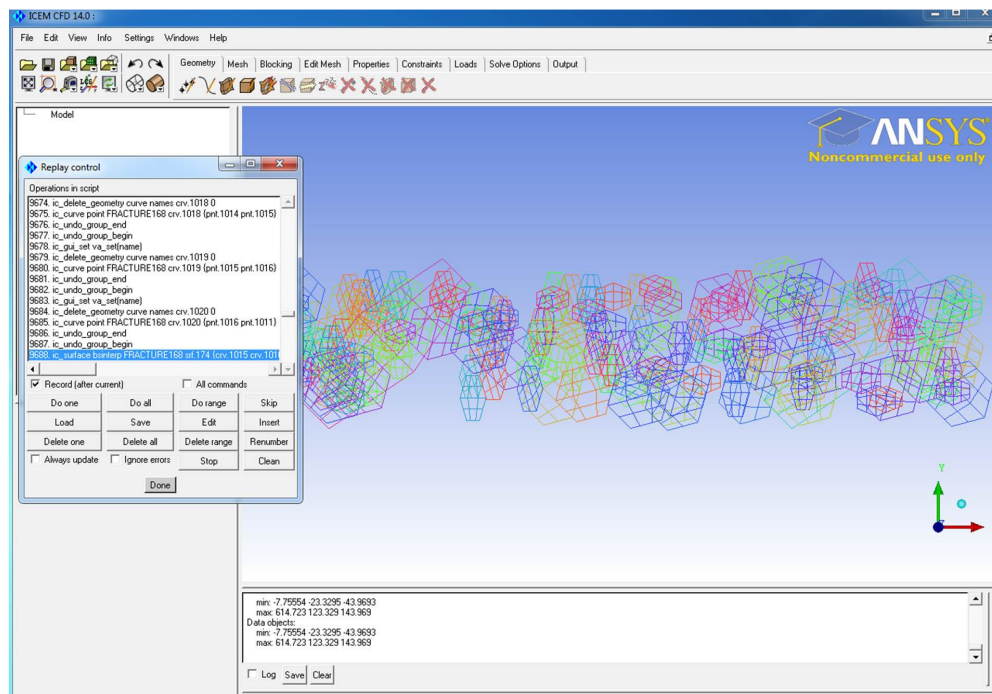 ICEM CFD 14.0 :
File Edit View Info Settings Windows Help
Geometry Mesh Blocking Edit Mesh Properties Constraints Loads Solve Options Output
Model
ANSYS
Noncommercial use only
Replay control
Operations in script
9674. ic_delete_geometry curve names crv.1018 0
9675. ic_curve point FRACTURE168 crv.1018 {pnt.1014 pnt.1015}
9676. ic_undo_group_end
9677. ic_undo_group_begin
9678. ic_gui_set va_set(name)
9679. ic_delete_geometry curve names crv.1019 0
9680. ic_curve point FRACTURE168 crv.1019 {pnt.1015 pnt.1016}
9681. ic_undo_group_end
9682. ic_undo_group_begin
9683. ic_gui_set va_set(name)
9684. ic_delete_geometry curve names crv.1020 0
9685. ic_curve point FRACTURE168 crv.1020 {pnt.1016 pnt.1011}
9686. ic_undo_group_end
9687. ic_undo_group_begin
9688. ic_surface bsinterp FRACTURE168 srf.174 {crv.1015 crv.101
Record (after current) All commands
Do one Do all Do range Skip
Load Save Edit Insert
Delete one Delete all Delete range Renumber
Always update Ignore errors Stop Clean
Done
Y
min: -7.75554 -23.3295 -43.9693
max: 614.723 123.329 143.969
Data objects:
min: -7.75554 -23.3295 -43.9693
max: 614.723 123.329 143.969
Log Save Clear